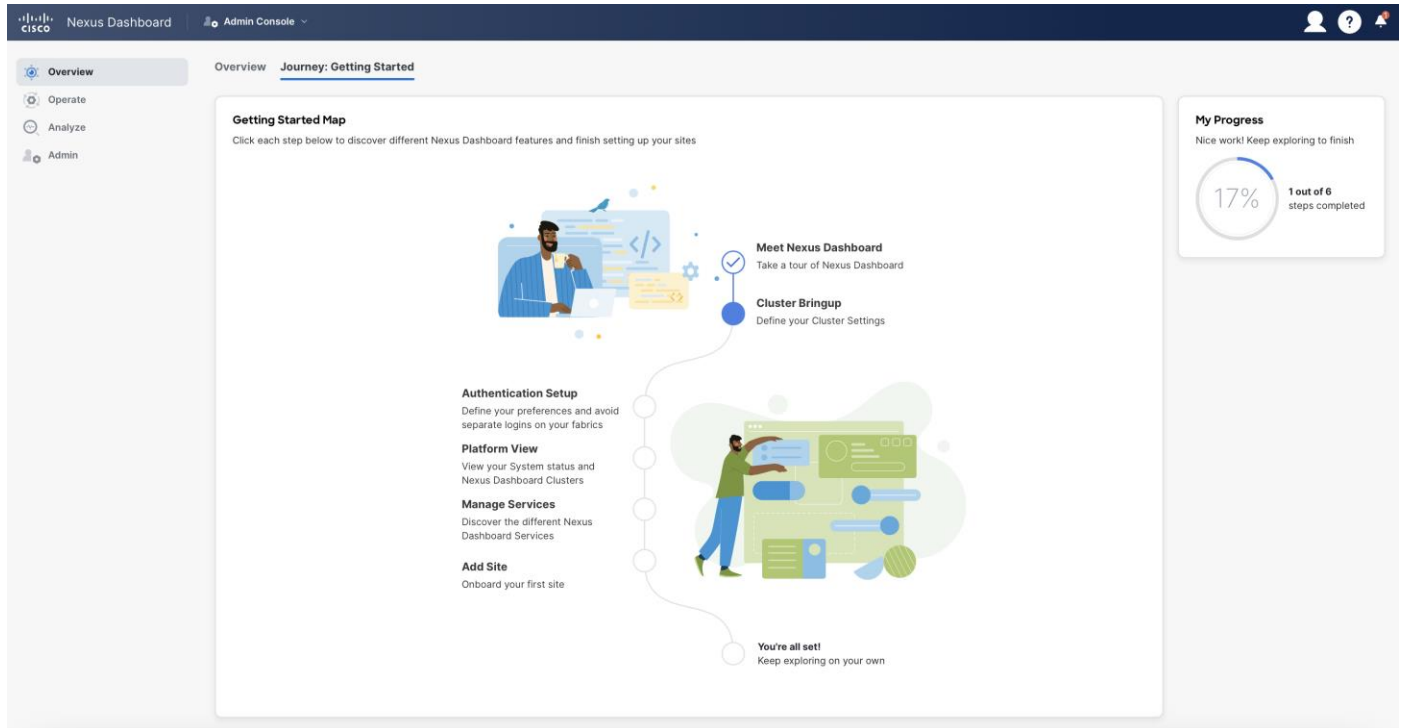 CISCO Nexus Dashboard Admin Console ? 
Overview
Operate
Analyze
Admin
Overview Journey: Getting Started
Getting Started Map
Click each step below to discover different Nexus Dashboard features and finish setting up your sites
</>
<>
Meet Nexus Dashboard
Take a tour of Nexus Dashboard
Cluster Bringup
Define your Cluster Settings
Authentication Setup
Define your preferences and avoid
separate logins on your fabrics
Platform View
View your System status and
Nexus Dashboard Clusters
Manage Services
Discover the different Nexus
Dashboard Services
Add Site
Onboard your first site
You're all set!
Keep exploring on your own
My Progress
Nice work! Keep exploring to finish
17%
1 out of 6
steps completed